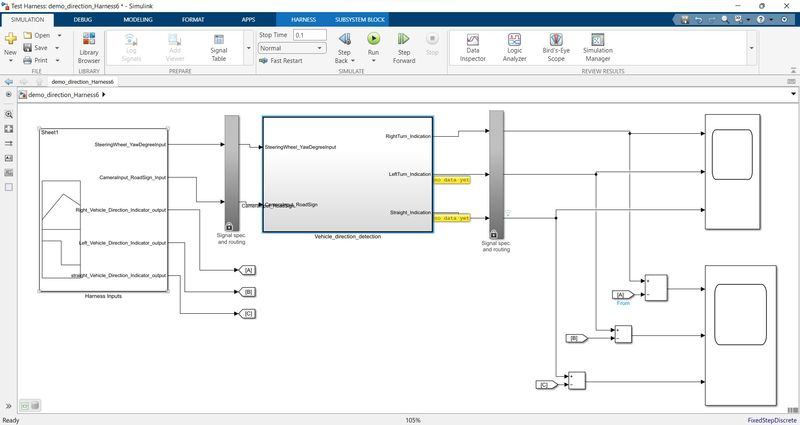 Test Harness: demo_direction_Harness6 * - Simulink
SIMULATION DEBUG MODELING FORMAT APPS HARNESS SUBSYSTEM BLOCK
New
Open
Save
Print
FILE
Library
Browser
LIBRARY
Log
Signals
Add
Viewer
Signal
Table
PREPARE
Stop Time 0.1
Normal
Fast Restart
Step
Back
Run
Step
Forward
Stop
SIMULATE
Data
Inspector
Logic
Analyzer
Bird's-Eye
Scope
Simulation
Manager
REVIEW RESULTS
demo_direction_Harness6
demo_direction_Harness6
Sheet1
SteeringWheel_YawDegreeInput
CameraInput_RoadSign_Input
Right_Vehicle_Direction_Indicator_output
Left_Vehicle_Direction_Indicator_output
straight_Vehicle_Direction_Indicator_output
Harness Inputs
Signal spec.
and routing
[A]
[B]
[C]
SteeringWheel_YawDegreeInput
CameraInput_RoadSign
CameraInput_RoadSign
RightTurn_Indication
LeftTurn_Indication
Straight_Indication
Vehicle_direction_detection
no data yet
no data yet
Signal spec.
and routing
[A]
From
+
−
[B]
+
−
[C]
+
−
Ready
105%
FixedStepDiscrete